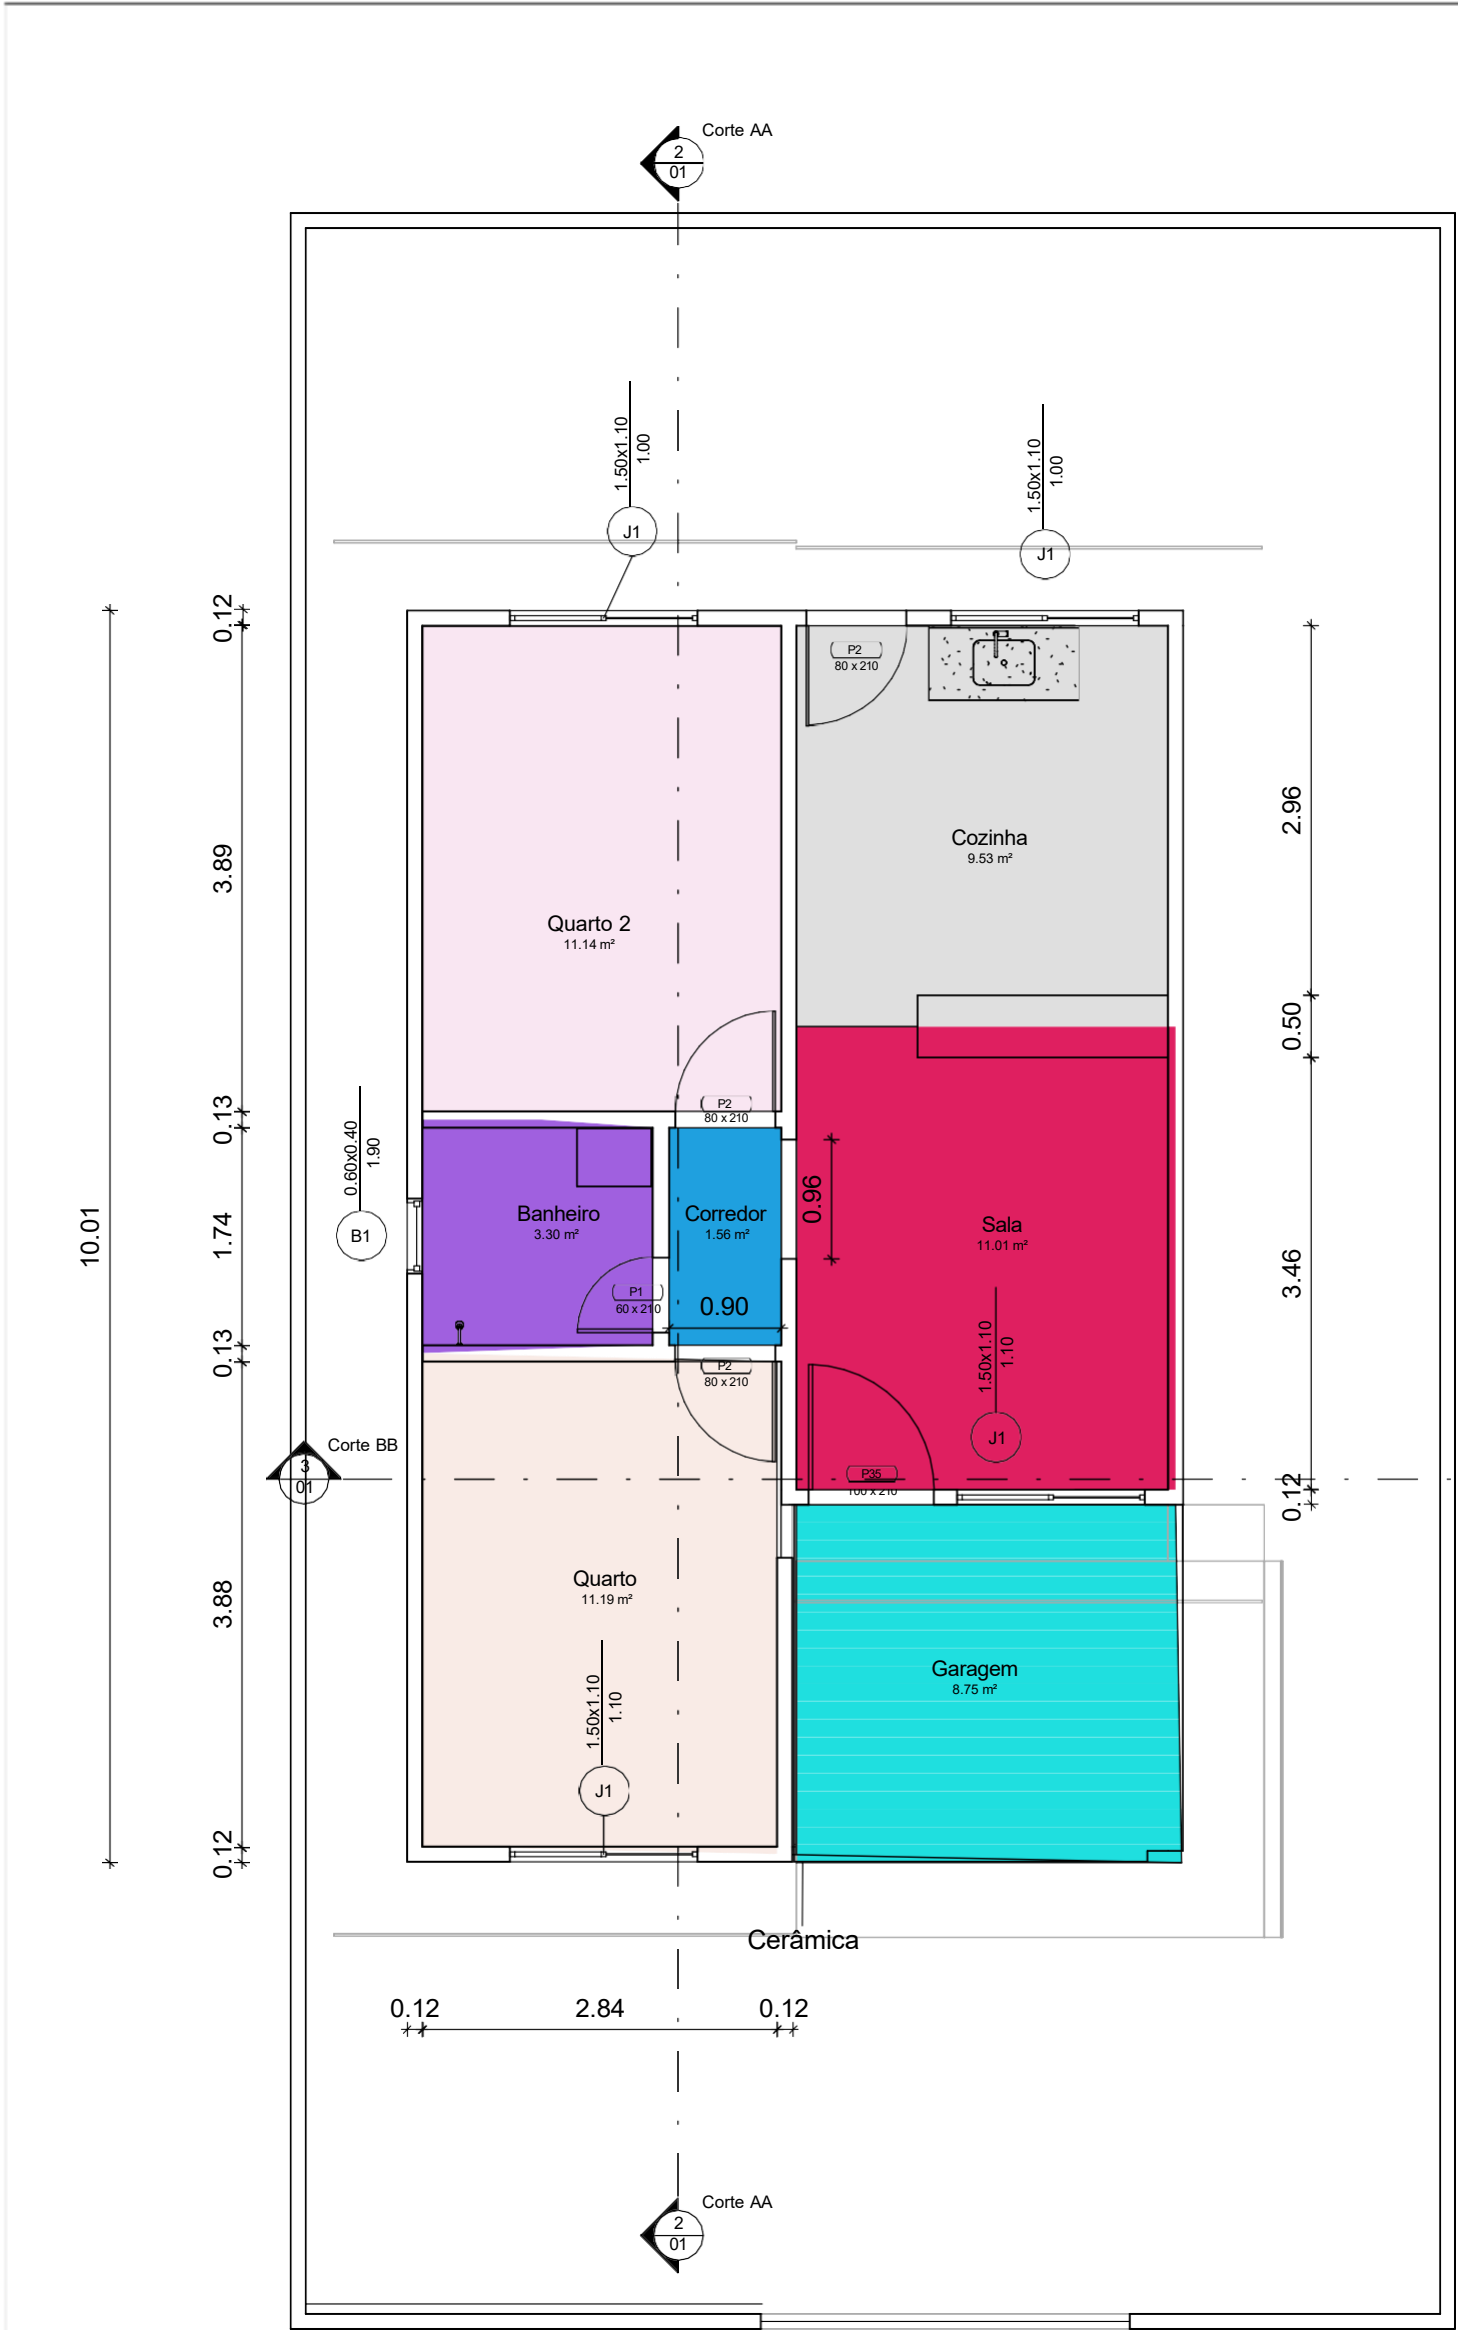 Corte AA
2
01
1.50x1.10
1.00
J1
1.50x1.10
1.00
J1
0.12
P2
80 x 210
2.96
Cozinha
9.53 m²
3.89
Quarto 2
11.14 m²
0.50
P2
80 x 210
0.13
0.60x0.40
1.90
B1
Banheiro
3.30 m²
Corredor
1.56 m²
0.96
Sala
11.01 m²
10.01
1.74
3.46
P1
60 x 210
0.90
0.13
P2
80 x 210
1.50x1.10
1.10
J1
Corte BB
3
01
P35
100 x 210
0.12
Quarto
11.19 m²
3.88
Garagem
8.75 m²
1.50x1.10
1.10
J1
0.12
Cerâmica
0.12
2.84
0.12
Corte AA
2
01